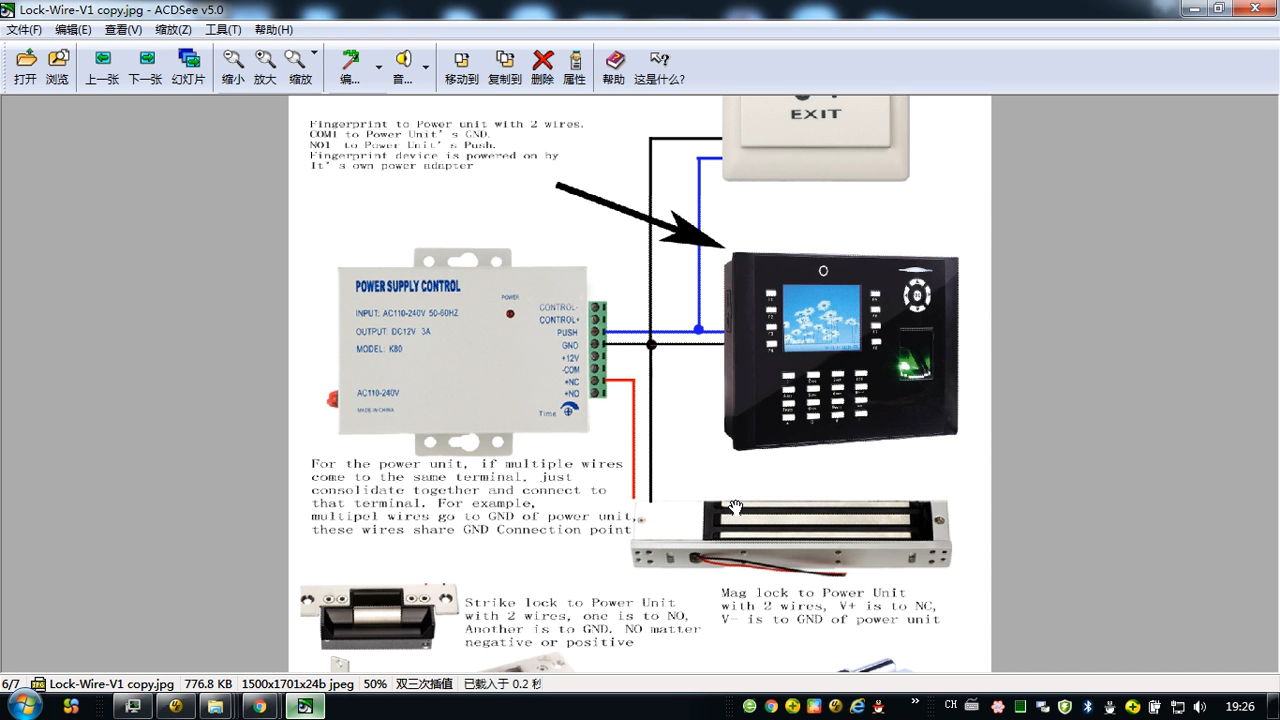 Lock-Wire-V1 copy.jpg - ACDSee v5.0
文件(F) 编辑(E) 查看(V) 缩放(Z) 工具(T) 帮助(H)
打开 浏览 上一张 下一张 幻灯片 缩小 放大 缩放 编... 音... 移动到 复制到 删除 属性 帮助 这是什么?
EXIT
Fingerprint to Power unit with 2 wires.
COM1 to Power Unit's GND.
NO1 to Power Unit's Push.
Fingerprint device is powered on by
It's own power adapter
POWER SUPPLY CONTROL
POWER
INPUT: AC110-240V 50-60HZ
OUTPUT: DC12V 3A
MODEL: K80
AC110-240V
MADE IN CHINA
CONTROL-
CONTROL+
PUSH
GND
+12V
-COM
+NC
+NO
Time
For the power unit, if multiple wires
come to the same terminal, just
consolidate together and connect to
that terminal. For example,
multipel wires go to GND of power unit,
these wires share GND Connection point
Strike lock to Power Unit
with 2 wires, one is to NO,
Another is to GND. NO matter
negative or positive
Mag lock to Power Unit
with 2 wires, V+ is to NC,
V- is to GND of power unit
6/7 Lock-Wire-V1 copy.jpg 776.8 KB 1500x1701x24b jpeg 50% 双三次插值 已载入于 0.2 秒
CH 19:26